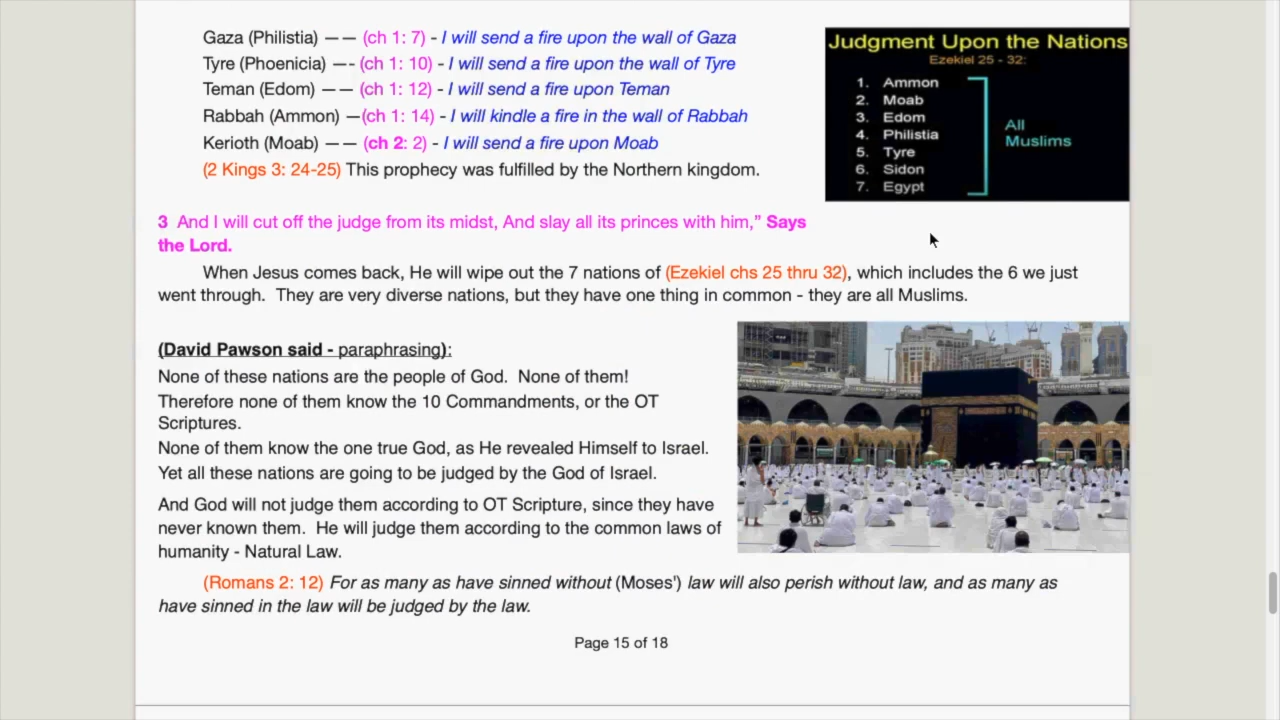 Gaza (Philistia) —— (ch 1: 7) - I will send a fire upon the wall of Gaza
Tyre (Phoenicia) —- (ch 1: 10) - I will send a fire upon the wall of Tyre
Teman (Edom) —— (ch 1: 12) - I will send a fire upon Teman
Rabbah (Ammon) —(ch 1: 14) - I will kindle a fire in the wall of Rabbah
Kerioth (Moab) —— (ch 2: 2) - I will send a fire upon Moab
(2 Kings 3: 24-25) This prophecy was fulfilled by the Northern kingdom.
Judgment Upon the Nations
Ezekiel 25 - 32:
1. Ammon
2. Moab
3. Edom
4. Philistia
5. Tyre
6. Sidon
7. Egypt
All
Muslims
3 And I will cut off the judge from its midst, And slay all its princes with him,” Says
the Lord.
When Jesus comes back, He will wipe out the 7 nations of (Ezekiel chs 25 thru 32), which includes the 6 we just
went through. They are very diverse nations, but they have one thing in common - they are all Muslims.
(David Pawson said - paraphrasing):
None of these nations are the people of God. None of them!
Therefore none of them know the 10 Commandments, or the OT
Scriptures.
None of them know the one true God, as He revealed Himself to Israel.
Yet all these nations are going to be judged by the God of Israel.
And God will not judge them according to OT Scripture, since they have
never known them. He will judge them according to the common laws of
humanity - Natural Law.
(Romans 2: 12) For as many as have sinned without (Moses') law will also perish without law, and as many as
have sinned in the law will be judged by the law.
Page 15 of 18